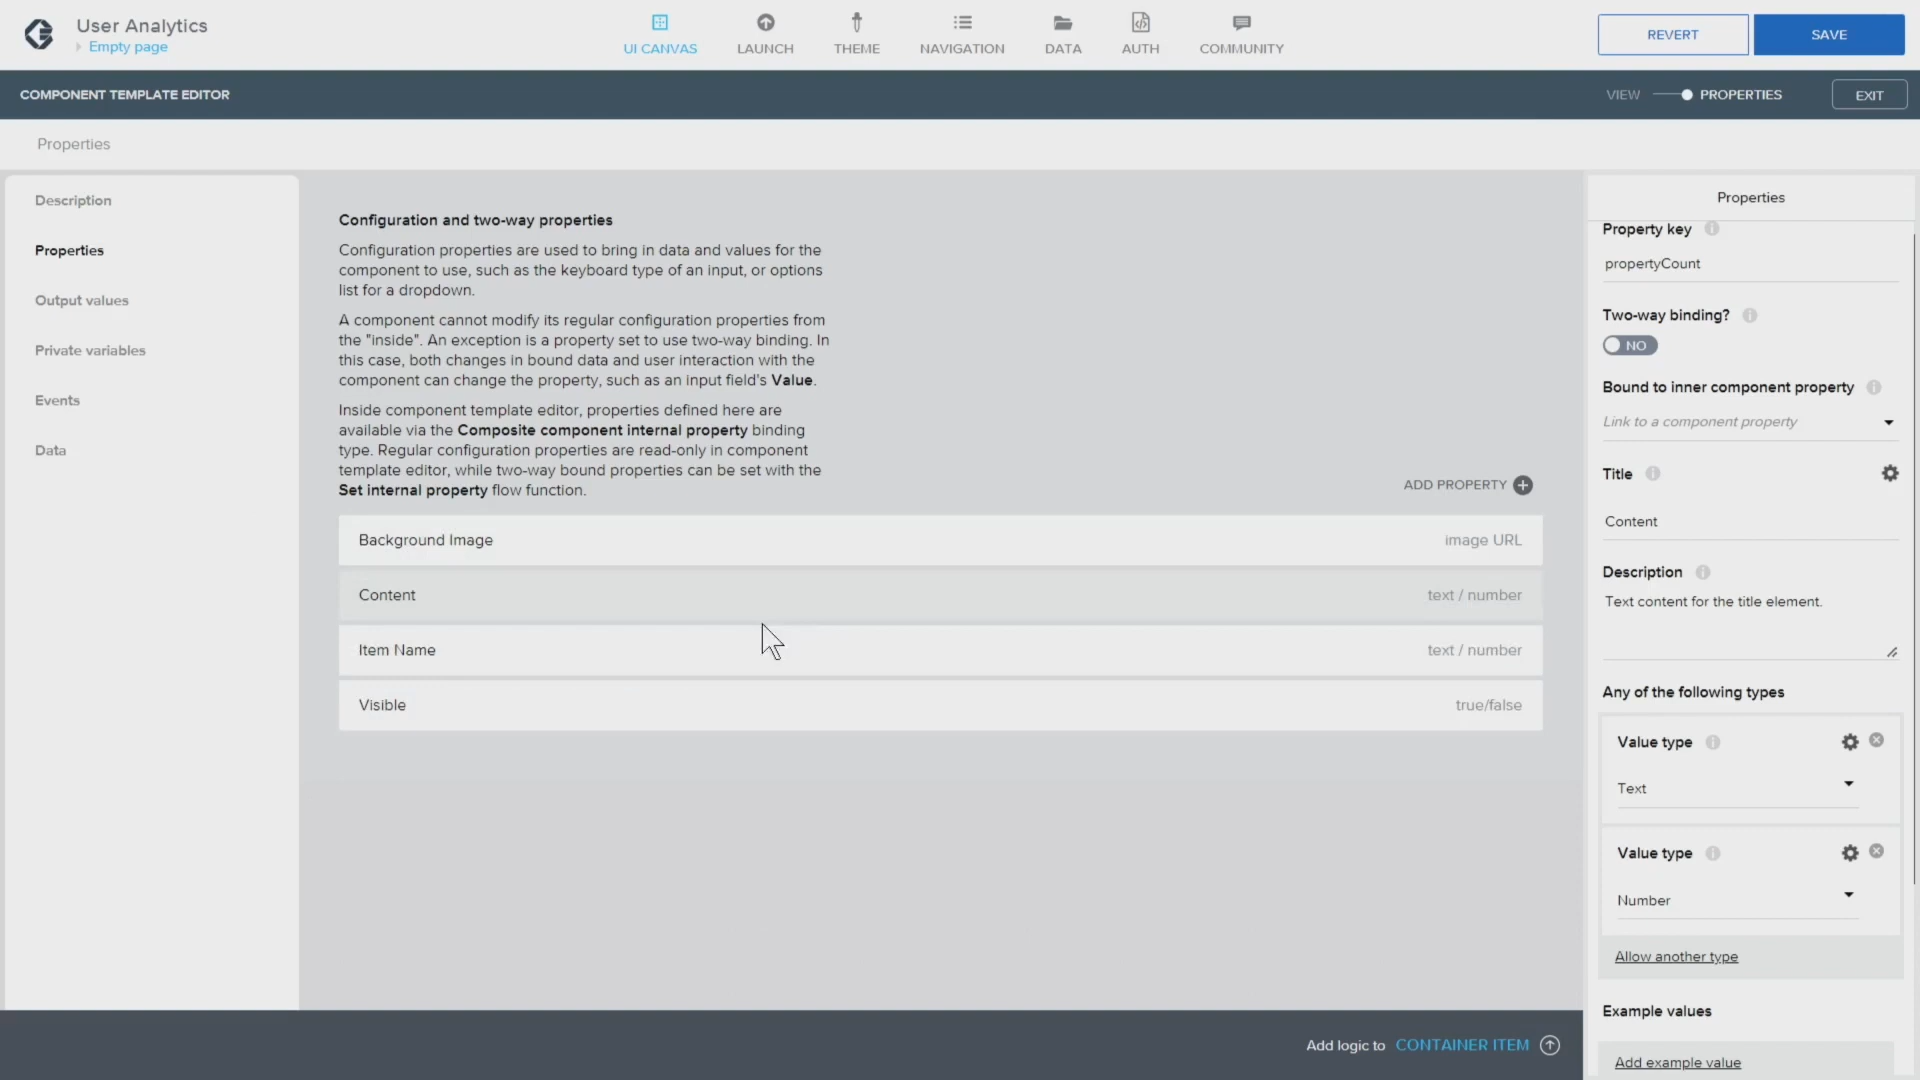 User Analytics
Empty page
UI CANVAS
LAUNCH
THEME
NAVIGATION
DATA
AUTH
COMMUNITY
REVERT
SAVE
COMPONENT TEMPLATE EDITOR
VIEW
PROPERTIES
EXIT
Properties
Description
Properties
Output values
Private variables
Events
Data
Configuration and two-way properties
Configuration properties are used to bring in data and values for the
component to use, such as the keyboard type of an input, or options
list for a dropdown.
A component cannot modify its regular configuration properties from
the "inside". An exception is a property set to use two-way binding. In
this case, both changes in bound data and user interaction with the
component can change the property, such as an input field's Value.
Inside component template editor, properties defined here are
available via the Composite component internal property binding
type. Regular configuration properties are read-only in component
template editor, while two-way bound properties can be set with the
Set internal property flow function.
ADD PROPERTY
Background Image
image URL
Content
text / number
Item Name
text / number
Visible
true/false
Add logic to CONTAINER ITEM
Properties
Property key
propertyCount
Two-way binding?
NO
Bound to inner component property
Link to a component property
Title
Content
Description
Text content for the title element.
Any of the following types
Value type
Text
Value type
Number
Allow another type
Example values
Add example value